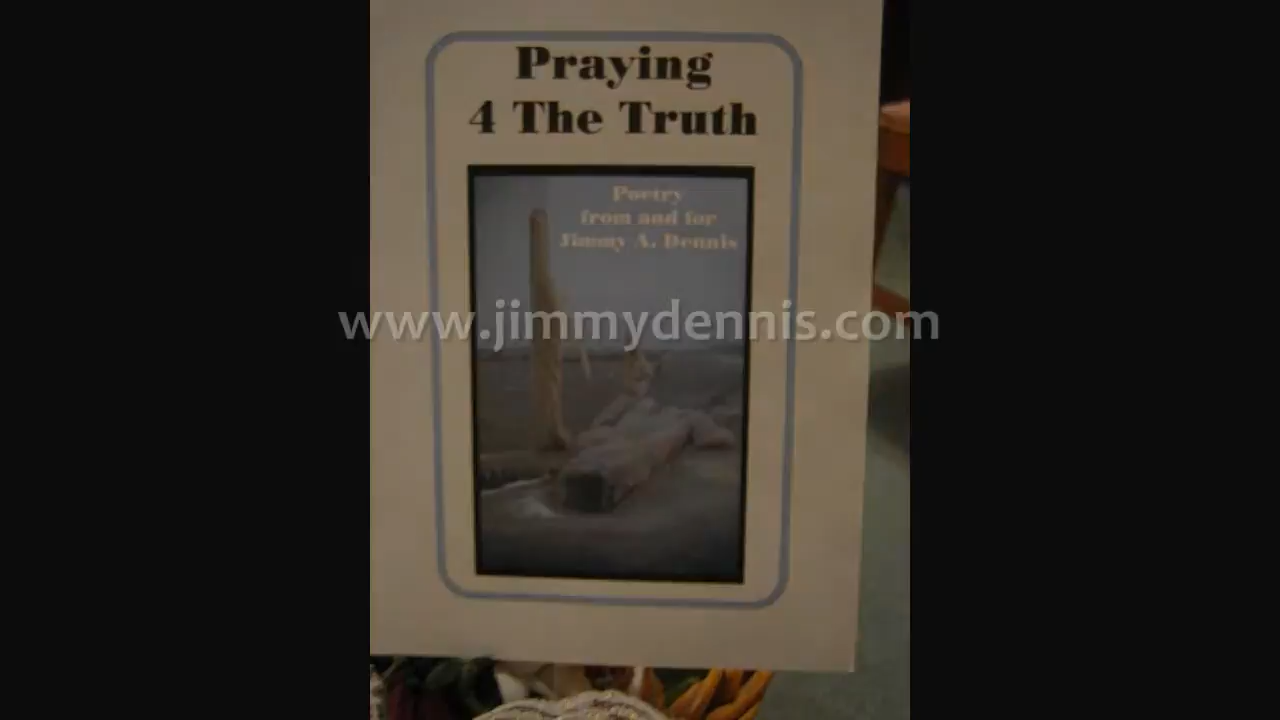 Praying
4 The Truth
Poetry
from and for
Jimmy A. Dennis
www.jimmydennis.com